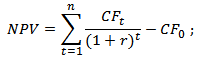 NPV = \sum_{t=1}^{n} \frac{CF_t}{(1+r)^t} - CF_0 ;